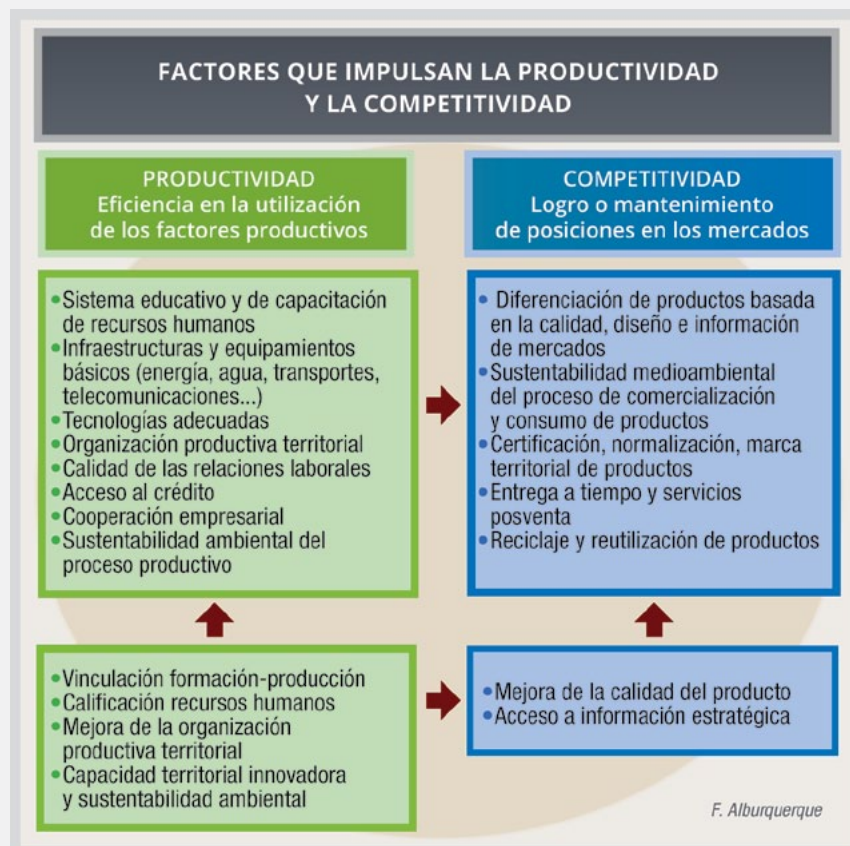 FACTORES QUE IMPULSAN LA PRODUCTIVIDAD
Y LA COMPETITIVIDAD
PRODUCTIVIDAD
Eficiencia en la utilización
de los factores productivos
• Sistema educativo y de capacitación
de recursos humanos
• Infraestructuras y equipamientos
básicos (energía, agua, transportes,
telecomunicaciones...)
• Tecnologías adecuadas
• Organización productiva territorial
• Calidad de las relaciones laborales
• Acceso al crédito
• Cooperación empresarial
• Sustentabilidad ambiental del
proceso productivo
• Vinculación formación-producción
• Calificación recursos humanos
• Mejora de la organización
productiva territorial
• Capacidad territorial innovadora
y sustentabilidad ambiental
COMPETITIVIDAD
Logro o mantenimiento
de posiciones en los mercados
• Diferenciación de productos basada
en la calidad, diseño e información
de mercados
• Sustentabilidad medioambiental
del proceso de comercialización
y consumo de productos
• Certificación, normalización, marca
territorial de productos
• Entrega a tiempo y servicios
posventa
• Reciclaje y reutilización de productos
• Mejora de la calidad del producto
• Acceso a información estratégica
F. Alburquerque